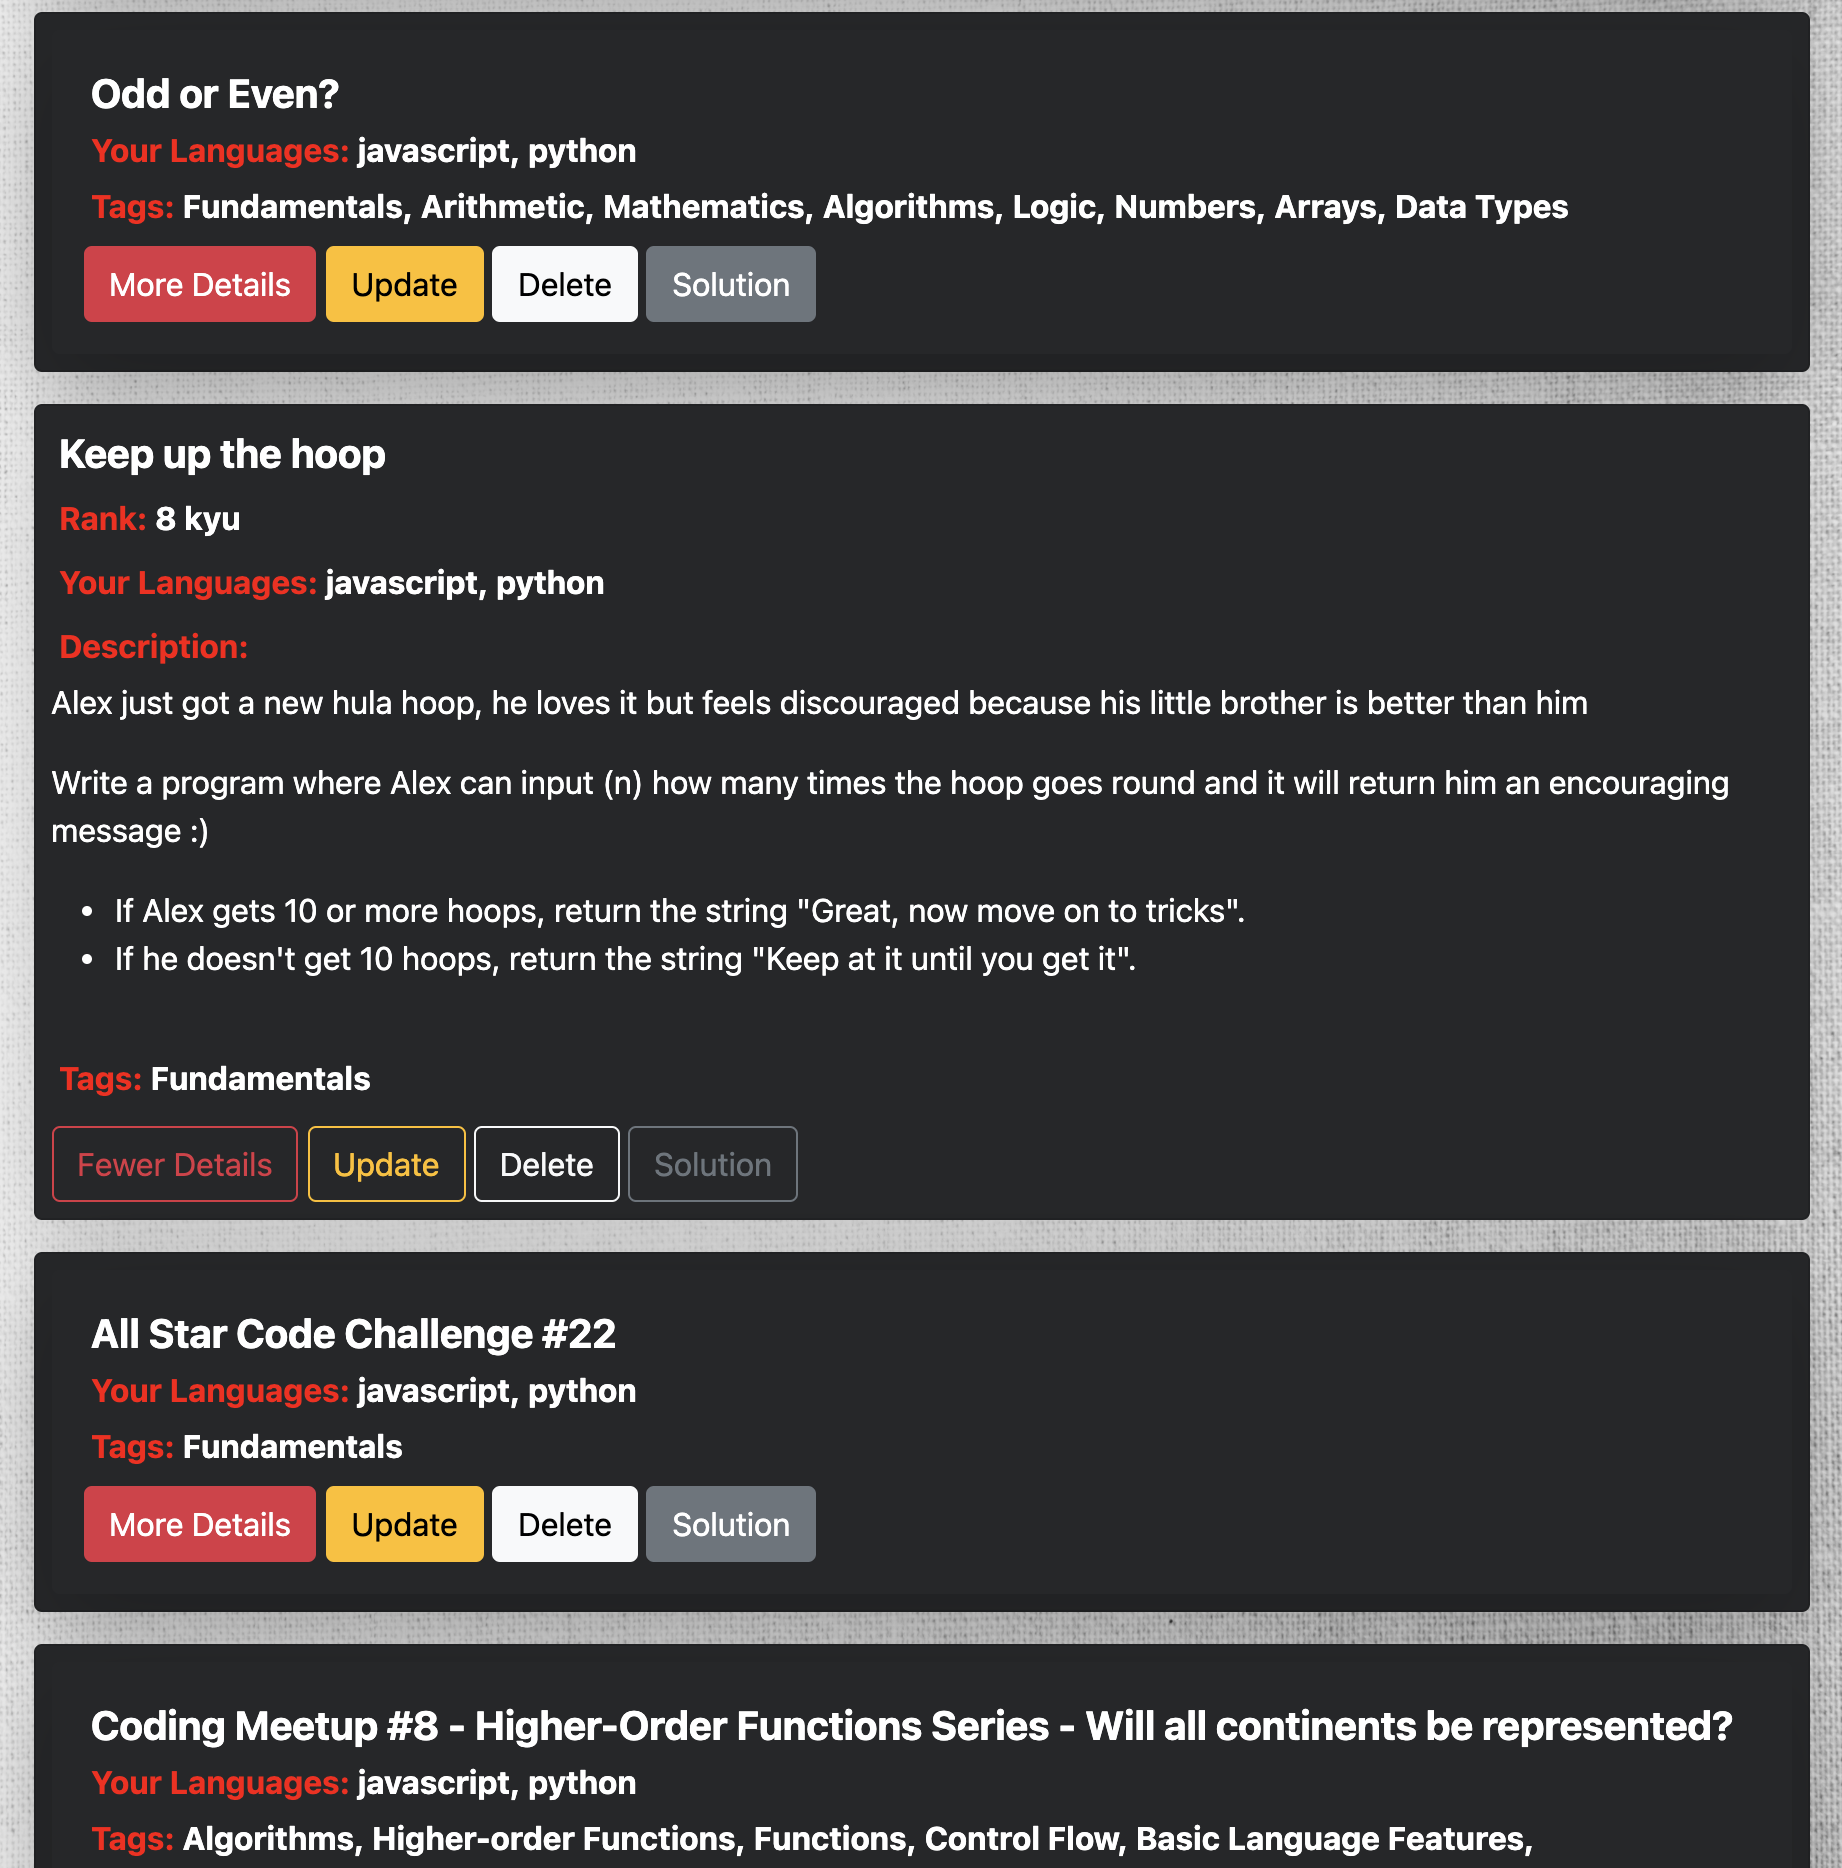 Odd or Even?
Your Languages: javascript, python
Tags: Fundamentals, Arithmetic, Mathematics, Algorithms, Logic, Numbers, Arrays, Data Types
More Details Update Delete Solution
Keep up the hoop
Rank: 8 kyu
Your Languages: javascript, python
Description:
Alex just got a new hula hoop, he loves it but feels discouraged because his little brother is better than him
Write a program where Alex can input (n) how many times the hoop goes round and it will return him an encouraging
message :)
• If Alex gets 10 or more hoops, return the string "Great, now move on to tricks".
• If he doesn't get 10 hoops, return the string "Keep at it until you get it".
Tags: Fundamentals
Fewer Details Update Delete Solution
All Star Code Challenge #22
Your Languages: javascript, python
Tags: Fundamentals
More Details Update Delete Solution
Coding Meetup #8 - Higher-Order Functions Series - Will all continents be represented?
Your Languages: javascript, python
Tags: Algorithms, Higher-order Functions, Functions, Control Flow, Basic Language Features,